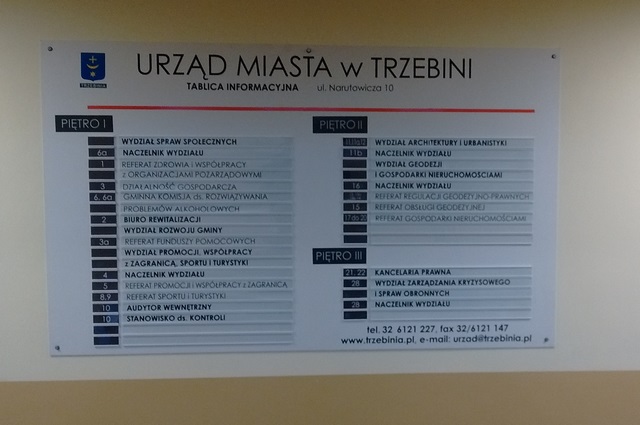 TRZEBINIA
URZĄD MIASTA w TRZEBINI
TABLICA INFORMACYJNA ul. Narutowicza 10
PIĘTRO I
WYDZIAŁ SPRAW SPOŁECZNYCH
6a NACZELNIK WYDZIAŁU
1 REFERAT ZDROWIA i WSPÓŁPRACY
z ORGANIZACJAMI POZARZĄDOWYMI
3 DZIAŁALNOŚĆ GOSPODARCZA
6, 6a GMINNA KOMISJA ds. ROZWIĄZYWANIA
PROBLEMÓW ALKOHOLOWYCH
2 BIURO REWITALIZACJI
WYDZIAŁ ROZWOJU GMINY
3a REFERAT FUNDUSZY POMOCOWYCH
WYDZIAŁ PROMOCJI, WSPÓŁPRACY
z ZAGRANICĄ, SPORTU i TURYSTYKI
4 NACZELNIK WYDZIAŁU
5 REFERAT PROMOCJI i WSPÓŁPRACY z ZAGRANICĄ
8,9 REFERAT SPORTU i TURYSTYKI
10 AUDYTOR WEWNĘTRZNY
10 STANOWISKO ds. KONTROLI
PIĘTRO II
WYDZIAŁ ARCHITEKTURY i URBANISTYKI
11b NACZELNIK WYDZIAŁU
WYDZIAŁ GEODEZJI
i GOSPODARKI NIERUCHOMOŚCIAMI
16 NACZELNIK WYDZIAŁU
REFERAT REGULACJI GEODEZYJNO-PRAWNYCH
15 REFERAT OBSŁUGI GEODEZYJNEJ
REFERAT GOSPODARKI NIERUCHOMOŚCIAMI
PIĘTRO III
21, 22 KANCELARIA PRAWNA
28 WYDZIAŁ ZARZĄDZANIA KRYZYSOWEGO
i SPRAW OBRONNYCH
28 NACZELNIK WYDZIAŁU
tel. 32 6121 227, fax 32/6121 147
www.trzebinia.pl, e-mail: urzad@trzebinia.pl